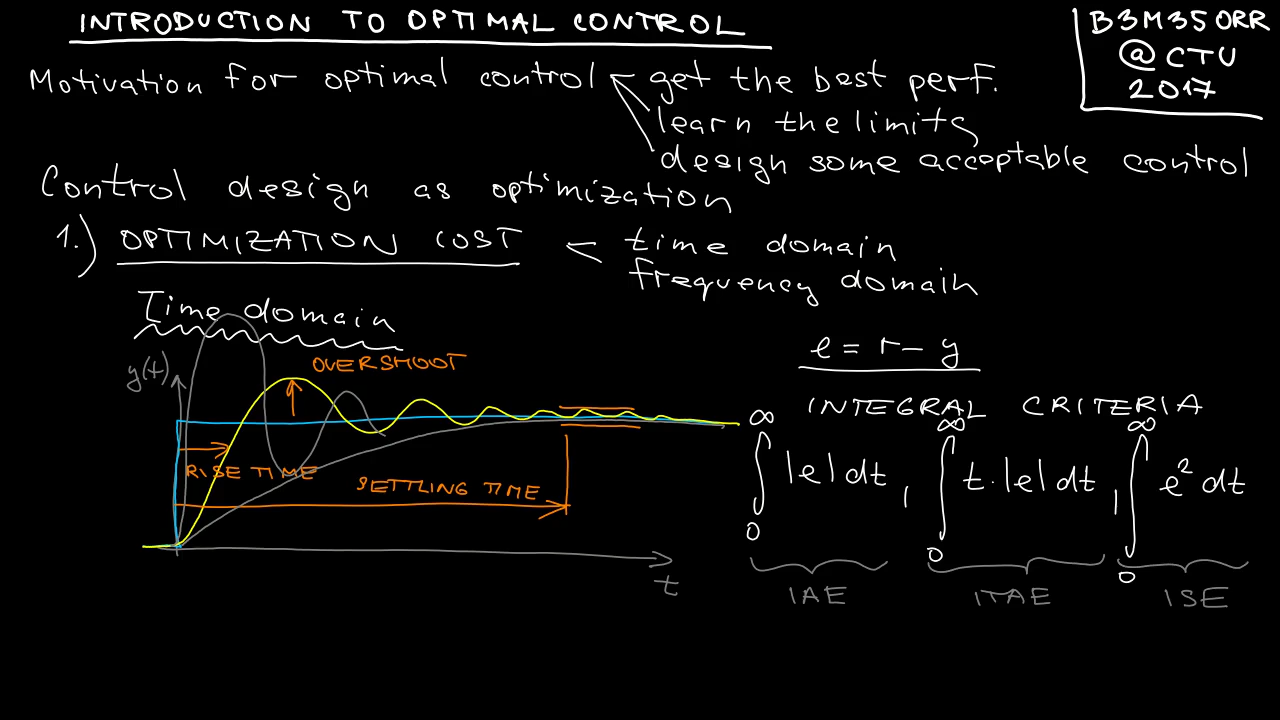 INTRODUCTION TO OPTIMAL CONTROL
B3M35ORR
@CTU
2017
Motivation for optimal control < get the best perf.
learn the limits
design some acceptable control
Control design as optimization
1.) OPTIMIZATION COST < time domain
frequency domain
Time domain
y(t)
OVERSHOOT
RISE TIME
SETTLING TIME
t
e = r - y
INTEGRAL CRITERIA
∫₀^∞ |e| dt, ∫₀^∞ t·|e| dt, ∫₀^∞ e² dt
IAE ITAE ISE